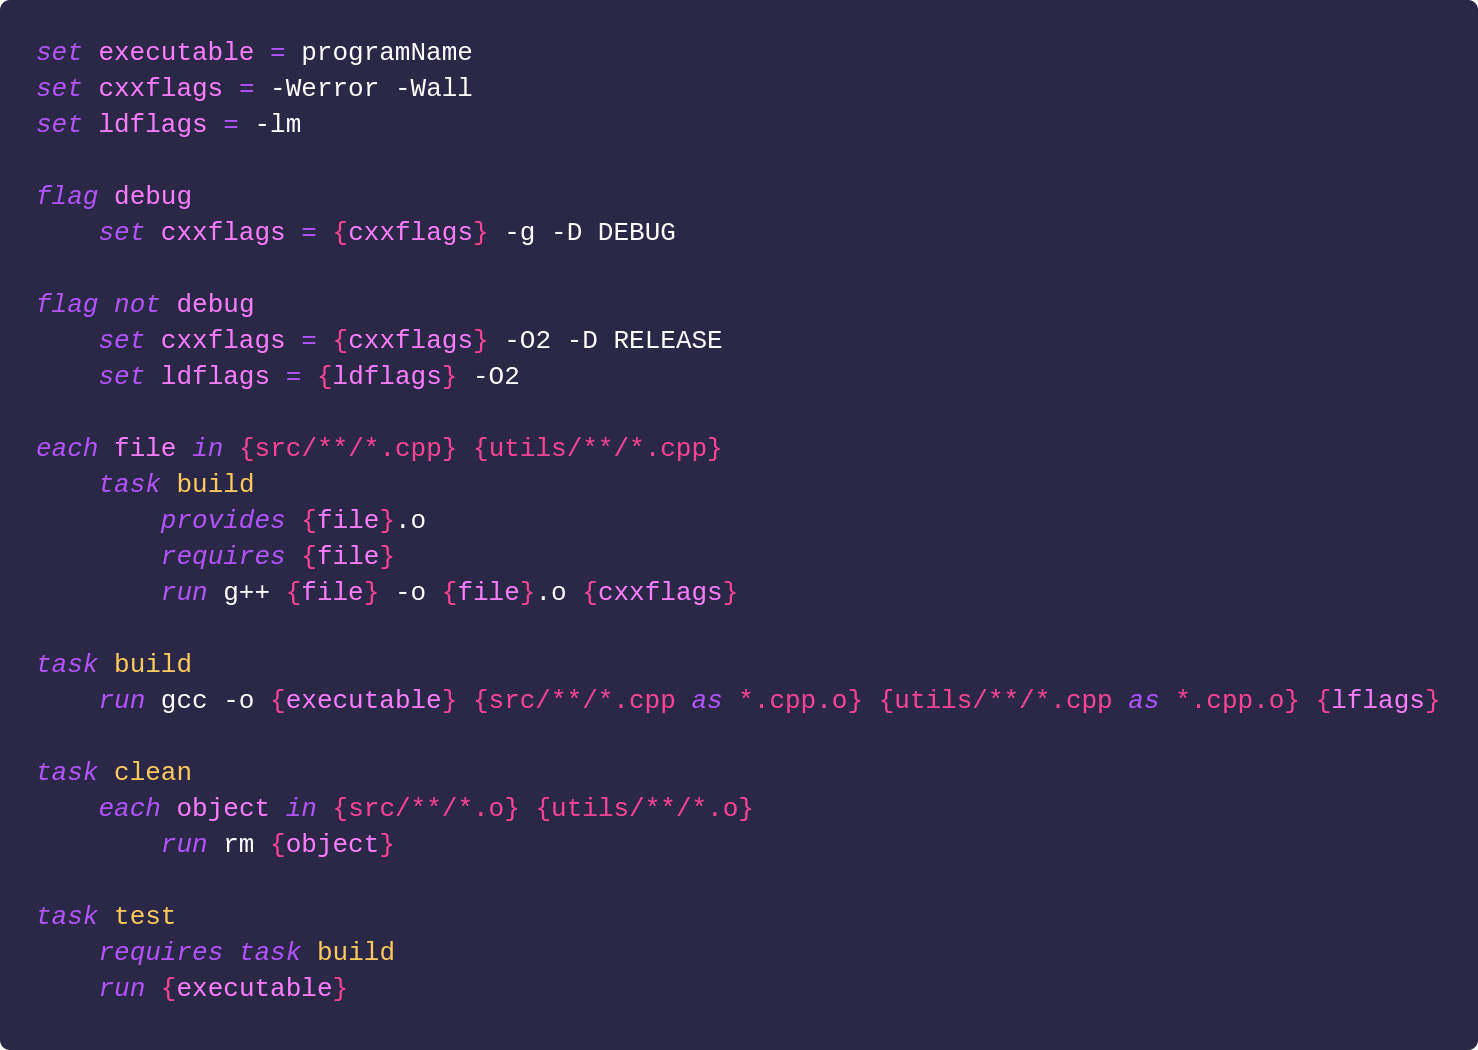 set executable = programName
set cxxflags = -Werror -Wall
set ldflags = -lm

flag debug
    set cxxflags = {cxxflags} -g -D DEBUG

flag not debug
    set cxxflags = {cxxflags} -O2 -D RELEASE
    set ldflags = {ldflags} -O2

each file in {src/**/*.cpp} {utils/**/*.cpp}
    task build
        provides {file}.o
        requires {file}
        run g++ {file} -o {file}.o {cxxflags}

task build
    run gcc -o {executable} {src/**/*.cpp as *.cpp.o} {utils/**/*.cpp as *.cpp.o} {lflags}

task clean
    each object in {src/**/*.o} {utils/**/*.o}
        run rm {object}

task test
    requires task build
    run {executable}